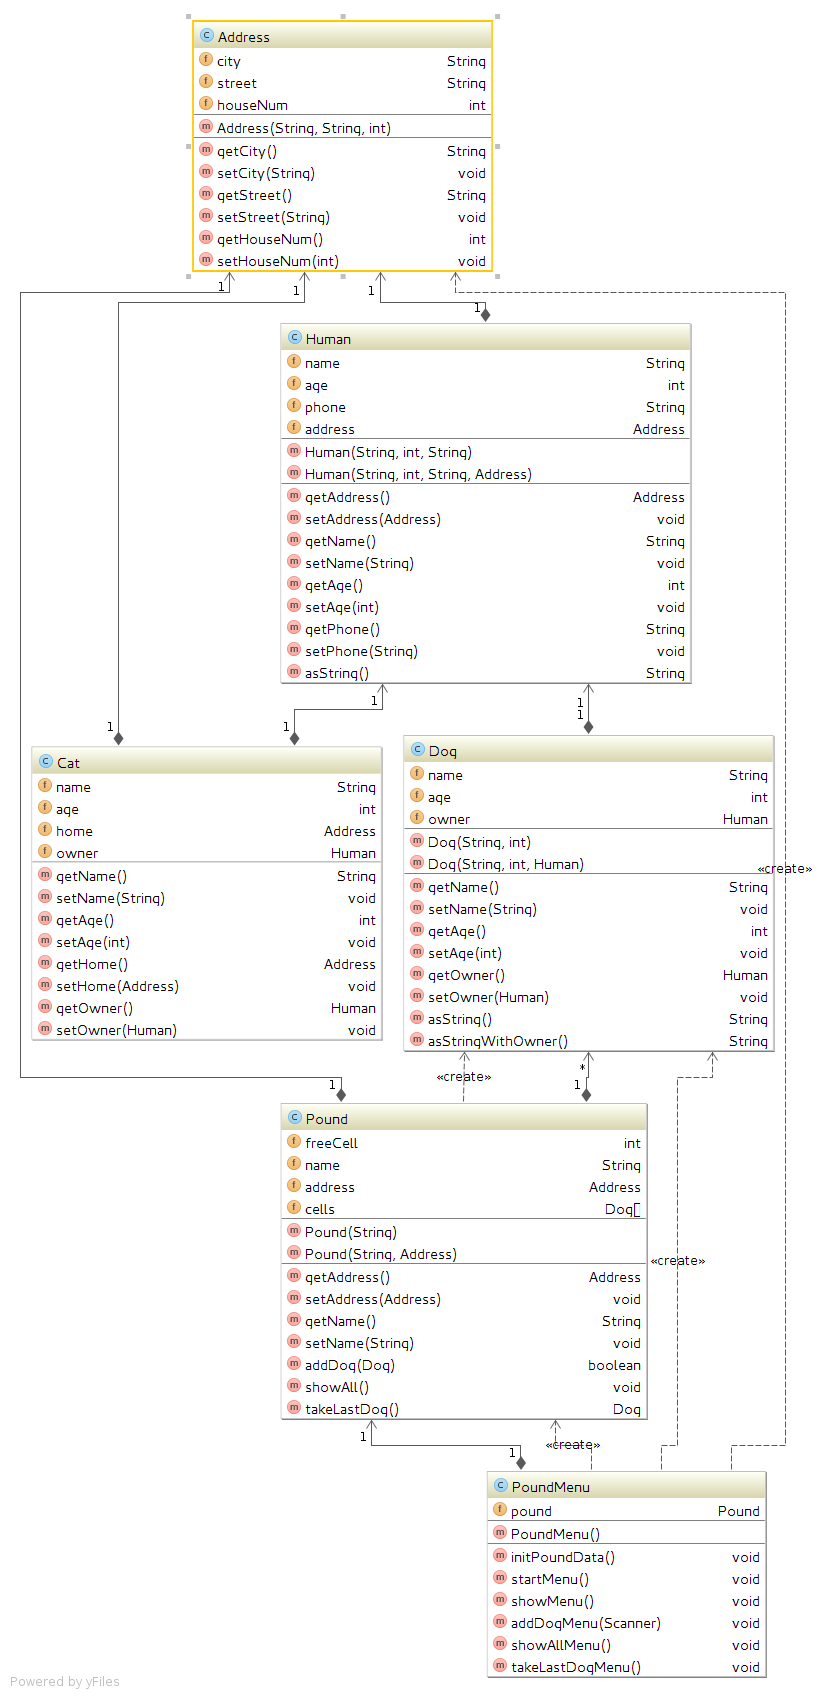 Address
city String
street String
houseNum int
Address(String, String, int)
getCity() String
setCity(String) void
getStreet() String
setStreet(String) void
getHouseNum() int
setHouseNum(int) void
1 1 1
1
Human
name String
age int
phone String
address Address
Human(String, int, String)
Human(String, int, String, Address)
getAddress() Address
setAddress(Address) void
getName() String
setName(String) void
getAge() int
setAge(int) void
getPhone() String
setPhone(String) void
asString() String
1 1
1 1 1
Cat
name String
age int
home Address
owner Human
getName() String
setName(String) void
getAge() int
setAge(int) void
getHome() Address
setHome(Address) void
getOwner() Human
setOwner(Human) void
Dog
name String
age int
owner Human
Dog(String, int)
Dog(String, int, Human)
«create»
getName() String
setName(String) void
getAge() int
setAge(int) void
getOwner() Human
setOwner(Human) void
asString() String
asStringWithOwner() String
*
«create»
1 1
Pound
freeCell int
name String
address Address
cells Dog[]
Pound(String)
Pound(String, Address)
«create»
getAddress() Address
setAddress(Address) void
getName() String
setName(String) void
addDog(Dog) boolean
showAll() void
takeLastDog() Dog
1
«create»
1
PoundMenu
pound Pound
PoundMenu()
initPoundData() void
startMenu() void
showMenu() void
addDogMenu(Scanner) void
showAllMenu() void
takeLastDogMenu() void
Powered by yFiles